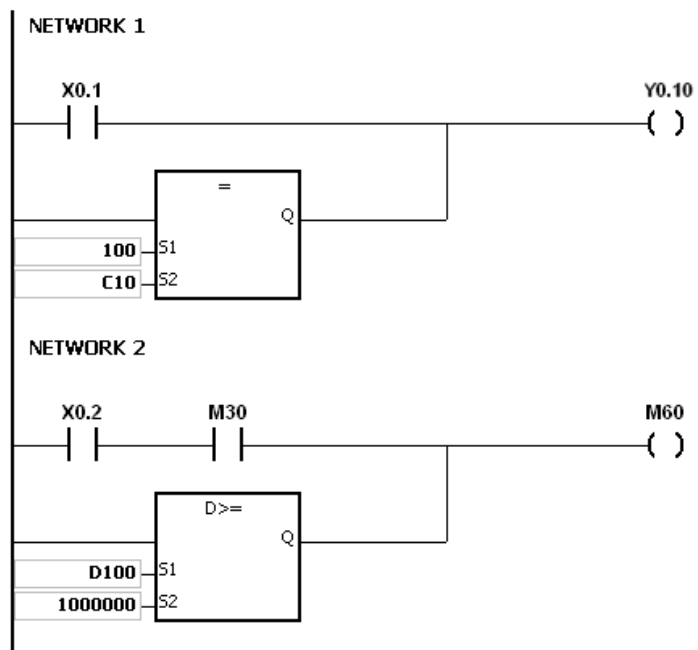 NETWORK 1
X0.1
Y0.10
=
Q
100 S1
C10 S2
NETWORK 2
X0.2 M30 M60
D>=
Q
D100 S1
1000000 S2